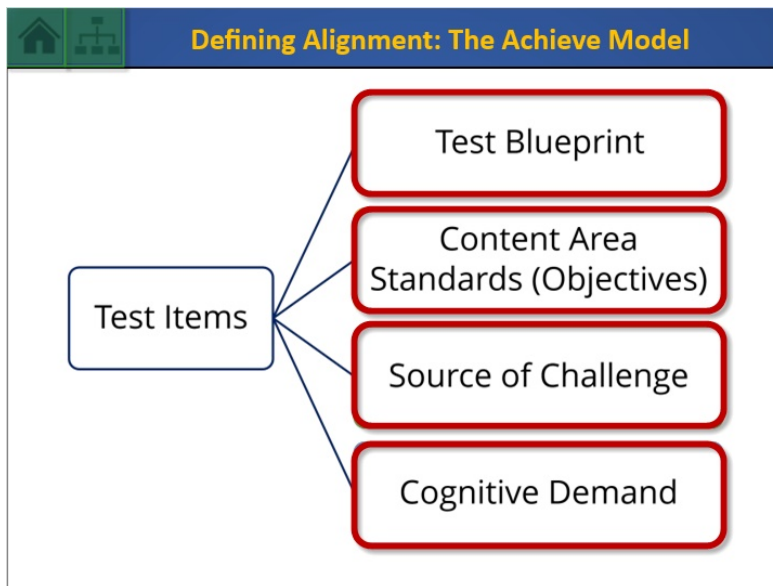 Defining Alignment: The Achieve Model
Test Blueprint
Content Area
Standards (Objectives)
Test Items
Source of Challenge
Cognitive Demand